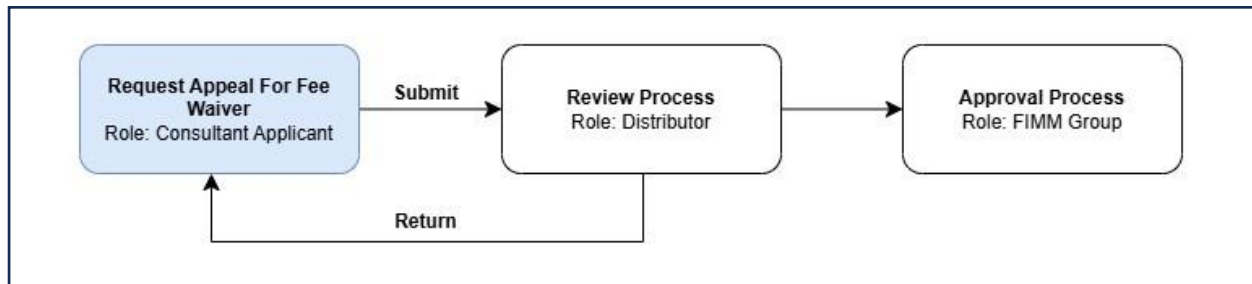 Request Appeal For Fee
Waiver
Role: Consultant Applicant
Submit
Review Process
Role: Distributor
Approval Process
Role: FIMM Group
Return